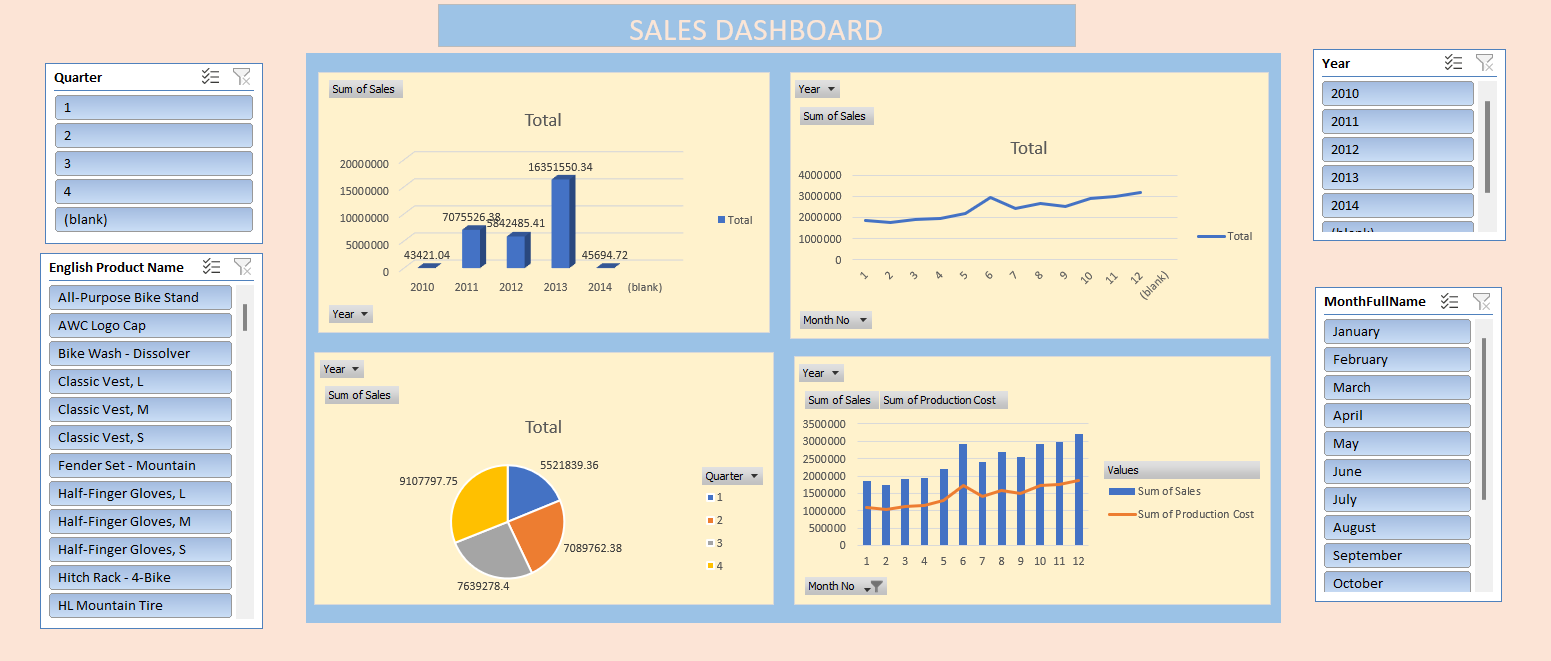 SALES DASHBOARD
Quarter
1
2
3
4
(blank)
English Product Name
All-Purpose Bike Stand
AWC Logo Cap
Bike Wash - Dissolver
Classic Vest, L
Classic Vest, M
Classic Vest, S
Fender Set - Mountain
Half-Finger Gloves, L
Half-Finger Gloves, M
Half-Finger Gloves, S
Hitch Rack - 4-Bike
HL Mountain Tire
Sum of Sales
Total
20000000
15000000
10000000
5000000
0
43421.04
7075526.38
5842485.41
16351550.34
45694.72
2010 2011 2012 2013 2014 (blank)
Total
Year
Year
Sum of Sales
Total
4000000
3000000
2000000
1000000
0
1 2 3 4 5 6 7 8 9 10 11 12 (blank)
Total
Month No
Year
Sum of Sales
Total
5521839.36
7089762.38
7639278.4
9107797.75
Quarter
1
2
3
4
Year
Sum of Sales Sum of Production Cost
3500000
3000000
2500000
2000000
1500000
1000000
500000
0
1 2 3 4 5 6 7 8 9 10 11 12
Values
Sum of Sales
Sum of Production Cost
Month No
Year
2010
2011
2012
2013
2014
(blank)
MonthFullName
January
February
March
April
May
June
July
August
September
October